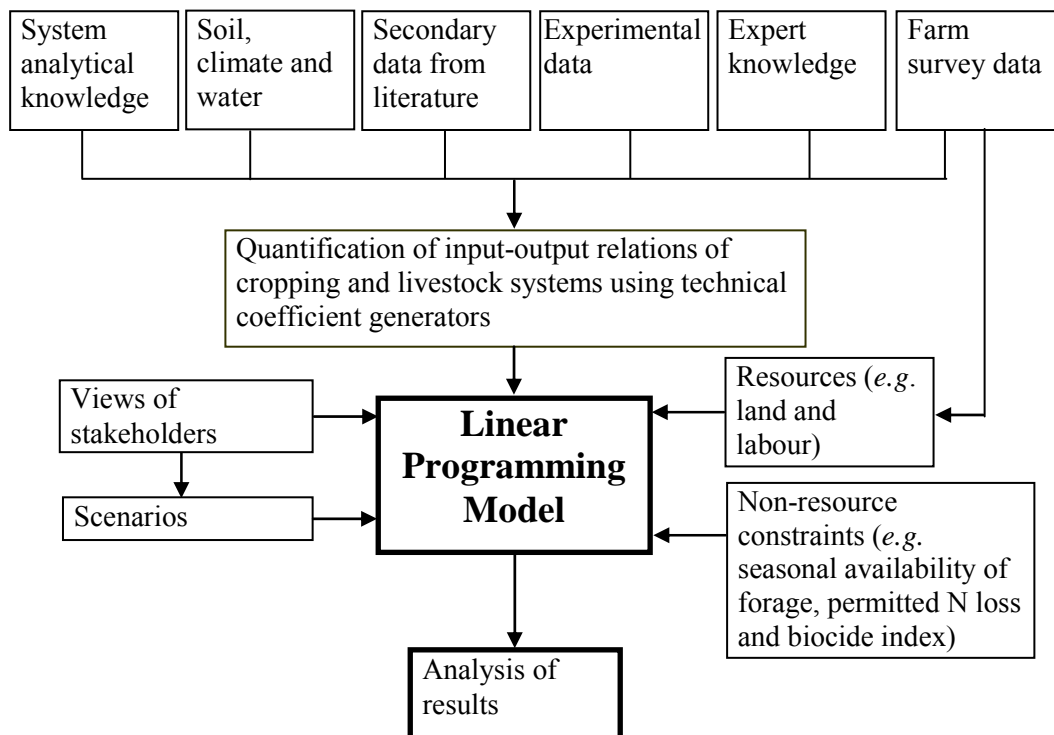 System
analytical
knowledge
Soil,
climate and
water
Secondary
data from
literature
Experimental
data
Expert
knowledge
Farm
survey data
Quantification of input-output relations of
cropping and livestock systems using technical
coefficient generators
Views of
stakeholders
Scenarios
Linear
Programming
Model
Resources (e.g.
land and
labour)
Non-resource
constraints (e.g.
seasonal availability of
forage, permitted N loss
and biocide index)
Analysis of
results